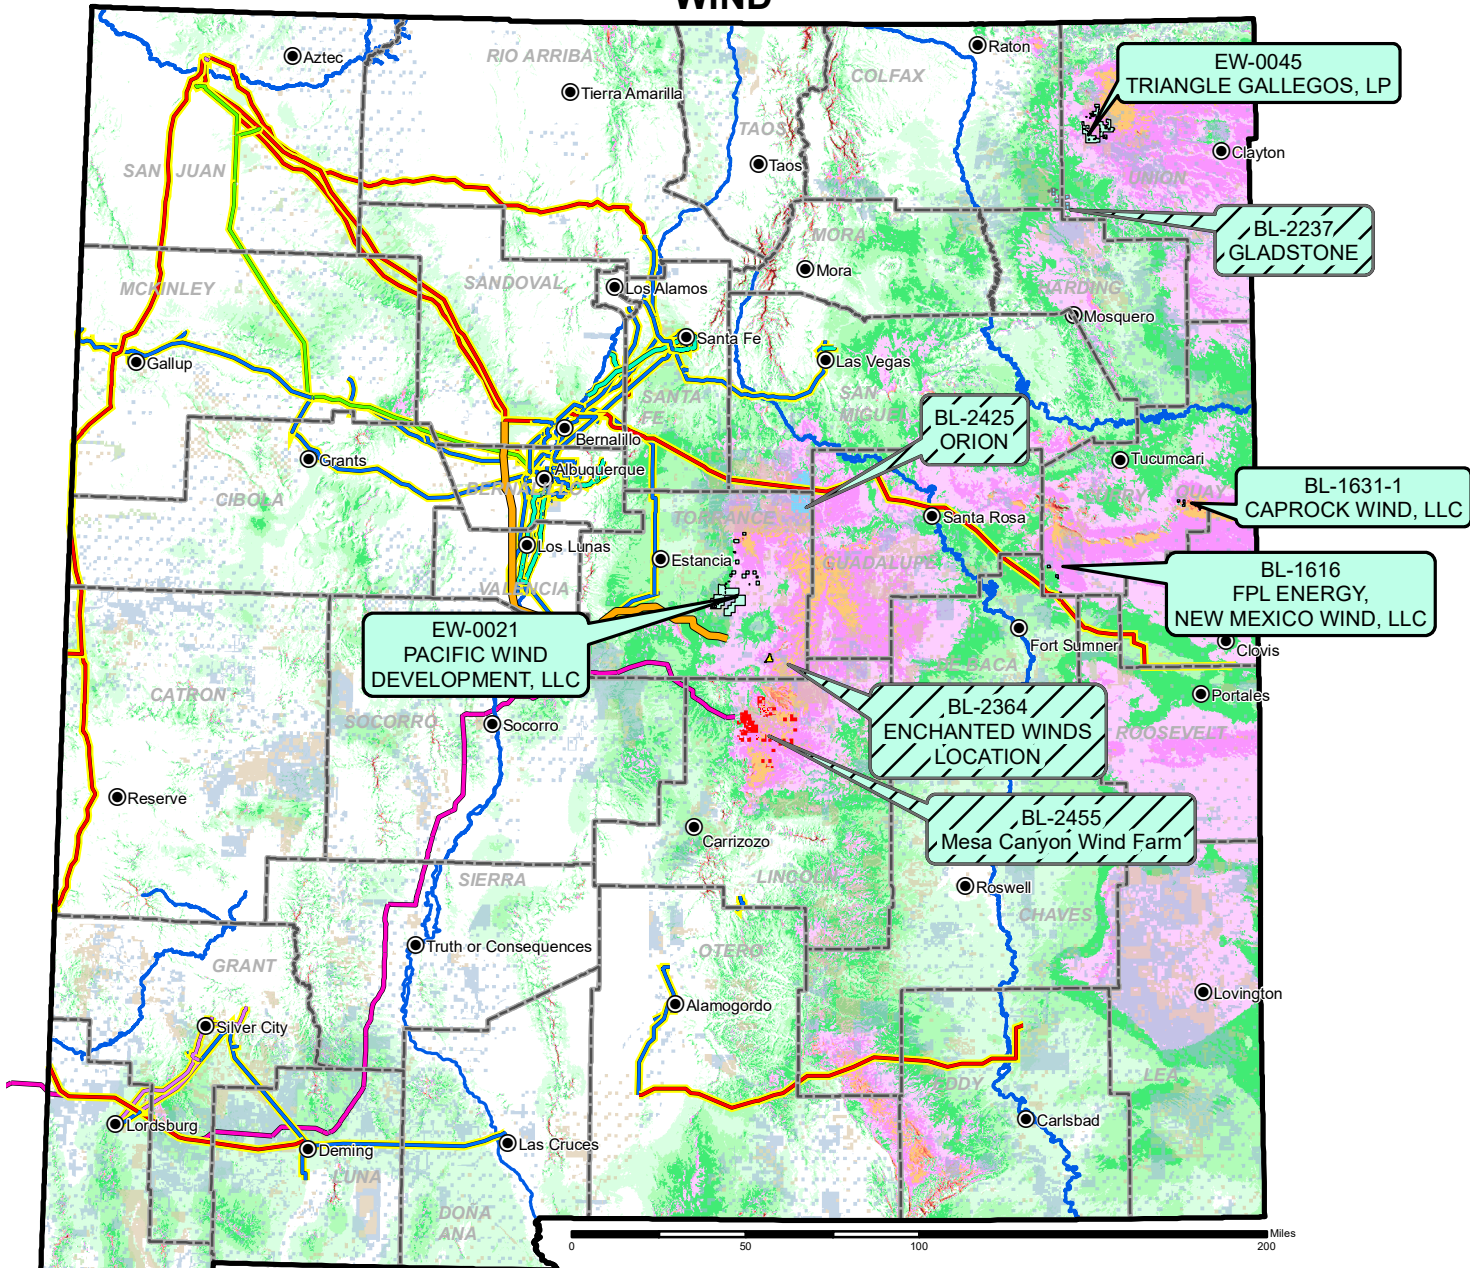 WIND
Aztec
RIO ARRIBA
Raton
COLFAX
EW-0045
TRIANGLE GALLEGOS, LP
Tierra Amarilla
TAOS
Taos
Clayton
SAN JUAN
UNION
BL-2237
GLADSTONE
MORA
Mora
MCKINLEY
SANDOVAL
Los Alamos
HARDING
Mosquero
Santa Fe
Gallup
Las Vegas
SANTA
FE
SAN
MIGUEL
BL-2425
ORION
Bernalillo
Grants
Albuquerque
Tucumcari
CIBOLA
BL-1631-1
CAPROCK WIND, LLC
TORRANCE
Santa Rosa
Los Lunas
Estancia
GUADALUPE
VALENCIA
BL-1616
FPL ENERGY,
NEW MEXICO WIND, LLC
EW-0021
PACIFIC WIND
DEVELOPMENT, LLC
Fort Sumner
Clovis
DE BACA
CATRON
Portales
SOCORRO
Socorro
BL-2364
ENCHANTED WINDS
LOCATION
ROOSEVELT
Reserve
BL-2455
Mesa Canyon Wind Farm
Carrizozo
SIERRA
LINCOLN
Roswell
CHAVES
Truth or Consequences
OTERO
GRANT
Lovington
Alamogordo
Silver City
EDDY
LEA
Lordsburg
Carlsbad
Deming
Las Cruces
LUNA
DONA
ANA
Miles
0
50
100
200